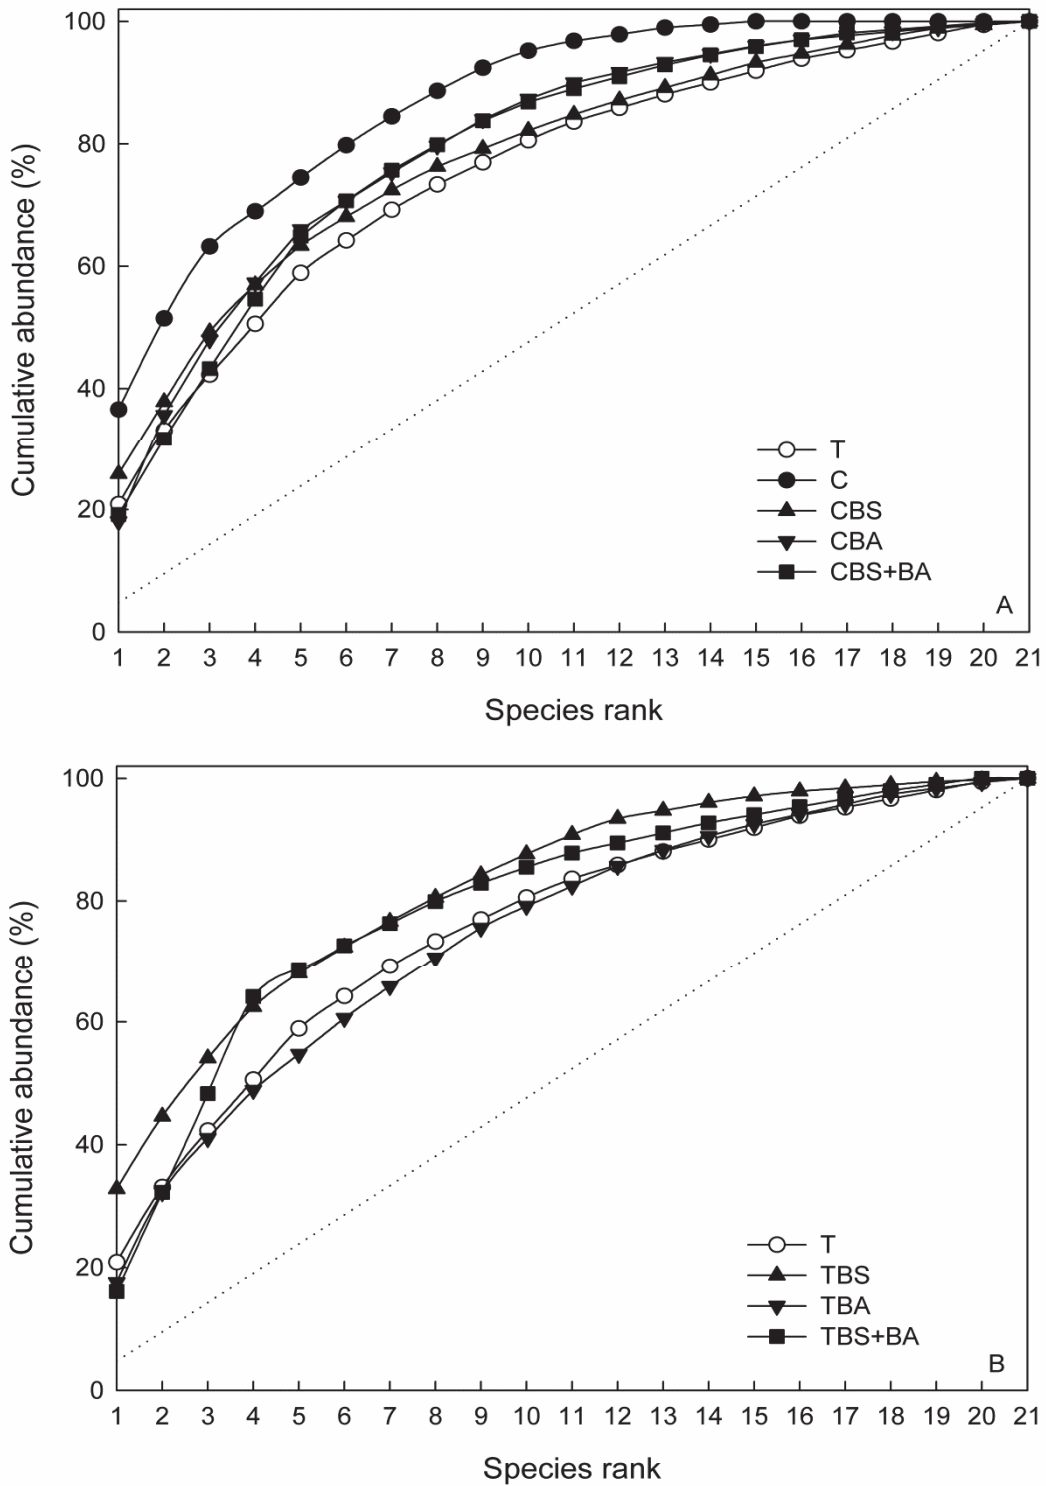 100
80
60
40
20
0
Cumulative abundance (%)
T
C
CBS
CBA
CBS+BA
A
1 2 3 4 5 6 7 8 9 10 11 12 13 14 15 16 17 18 19 20 21
Species rank
100
80
60
40
20
0
Cumulative abundance (%)
T
TBS
TBA
TBS+BA
B
1 2 3 4 5 6 7 8 9 10 11 12 13 14 15 16 17 18 19 20 21
Species rank